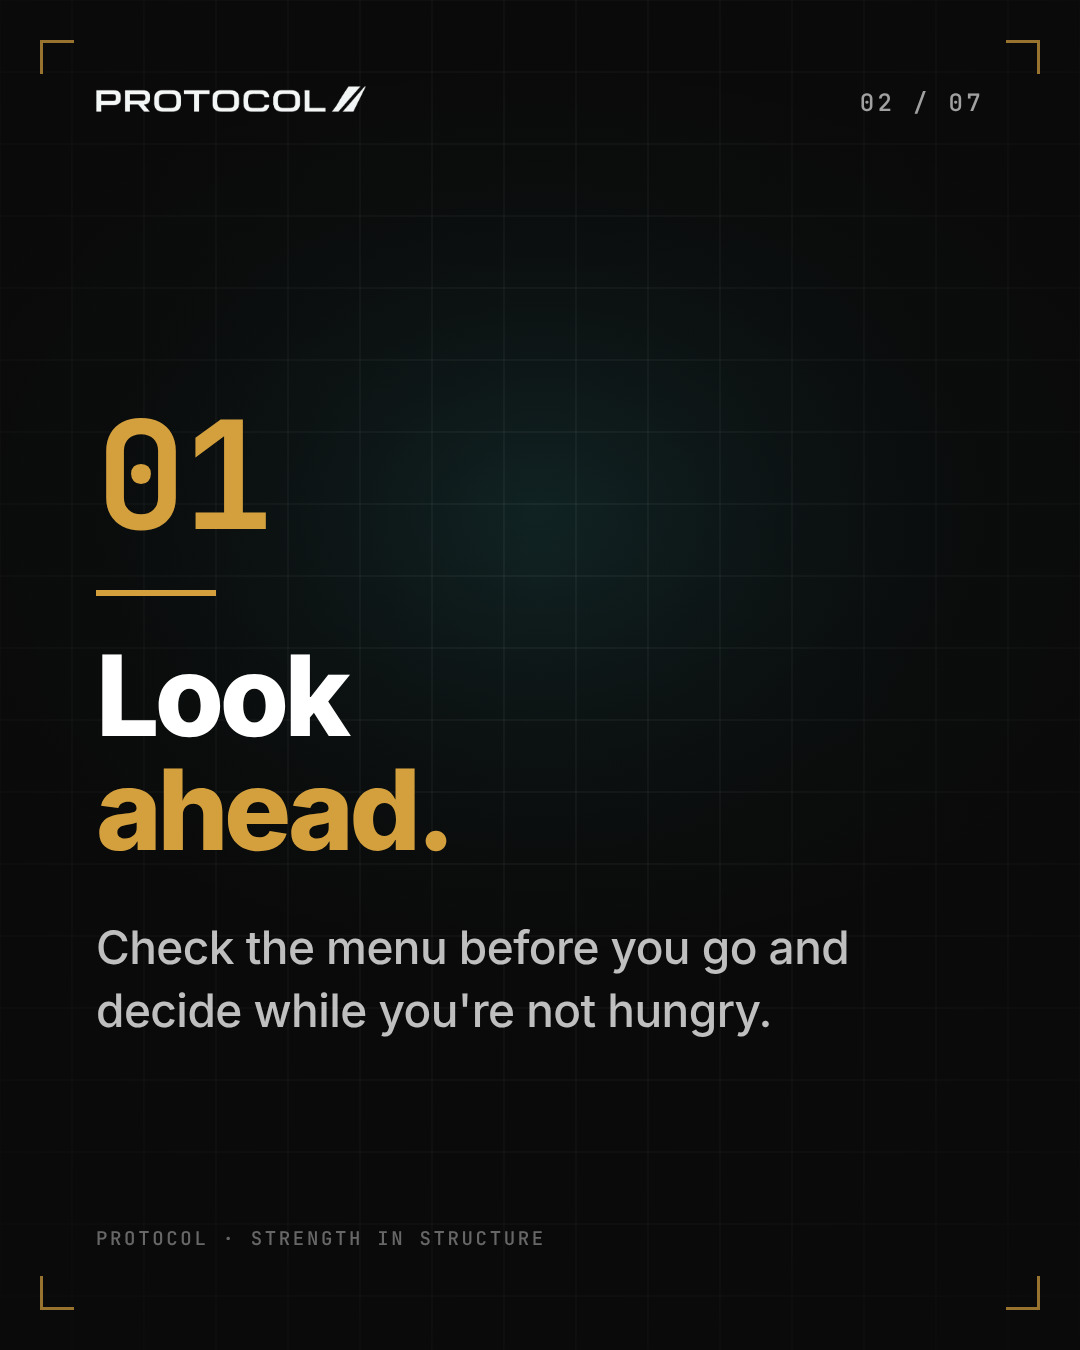 PROTOCOL
02 / 07
01
Look
ahead.
Check the menu before you go and
decide while you're not hungry.
PROTOCOL · STRENGTH IN STRUCTURE